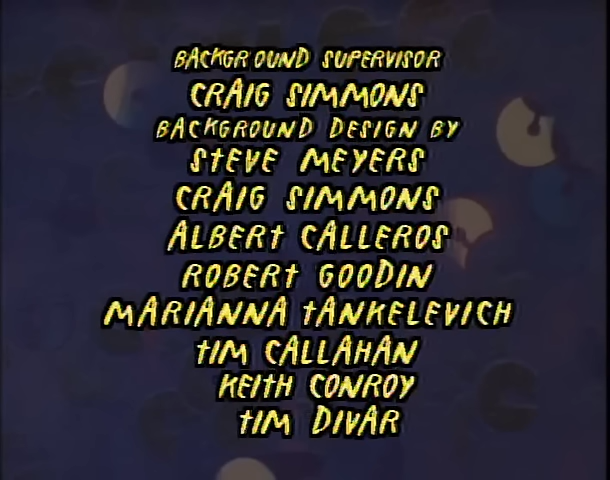 BACKGROUND SUPERVISOR
CRAIG SIMMONS
BACKGROUND DESIGN BY
STEVE MEYERS
CRAIG SIMMONS
ALBERT CALLEROS
ROBERT GOODIN
MARIANNA TANKELEVICH
TIM CALLAHAN
KEITH CONROY
TIM DIVAR